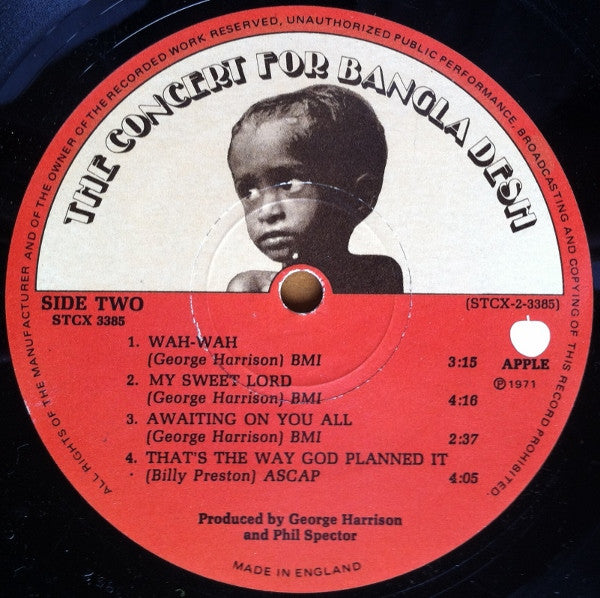 ALL RIGHTS OF THE MANUFACTURER AND OF THE OWNER OF THE RECORDED WORK RESERVED, UNAUTHORIZED PUBLIC PERFORMANCE, BROADCASTING AND COPYING OF THIS RECORD PROHIBITED.
THE CONCERT FOR BANGLA DESH
SIDE TWO
STCX 3385
(STCX-2-3385)
APPLE
℗ 1971
1. WAH-WAH
(George Harrison) BMI 3:15
2. MY SWEET LORD
(George Harrison) BMI 4:16
3. AWAITING ON YOU ALL
(George Harrison) BMI 2:37
4. THAT'S THE WAY GOD PLANNED IT
(Billy Preston) ASCAP 4:05
Produced by George Harrison
and Phil Spector
MADE IN ENGLAND